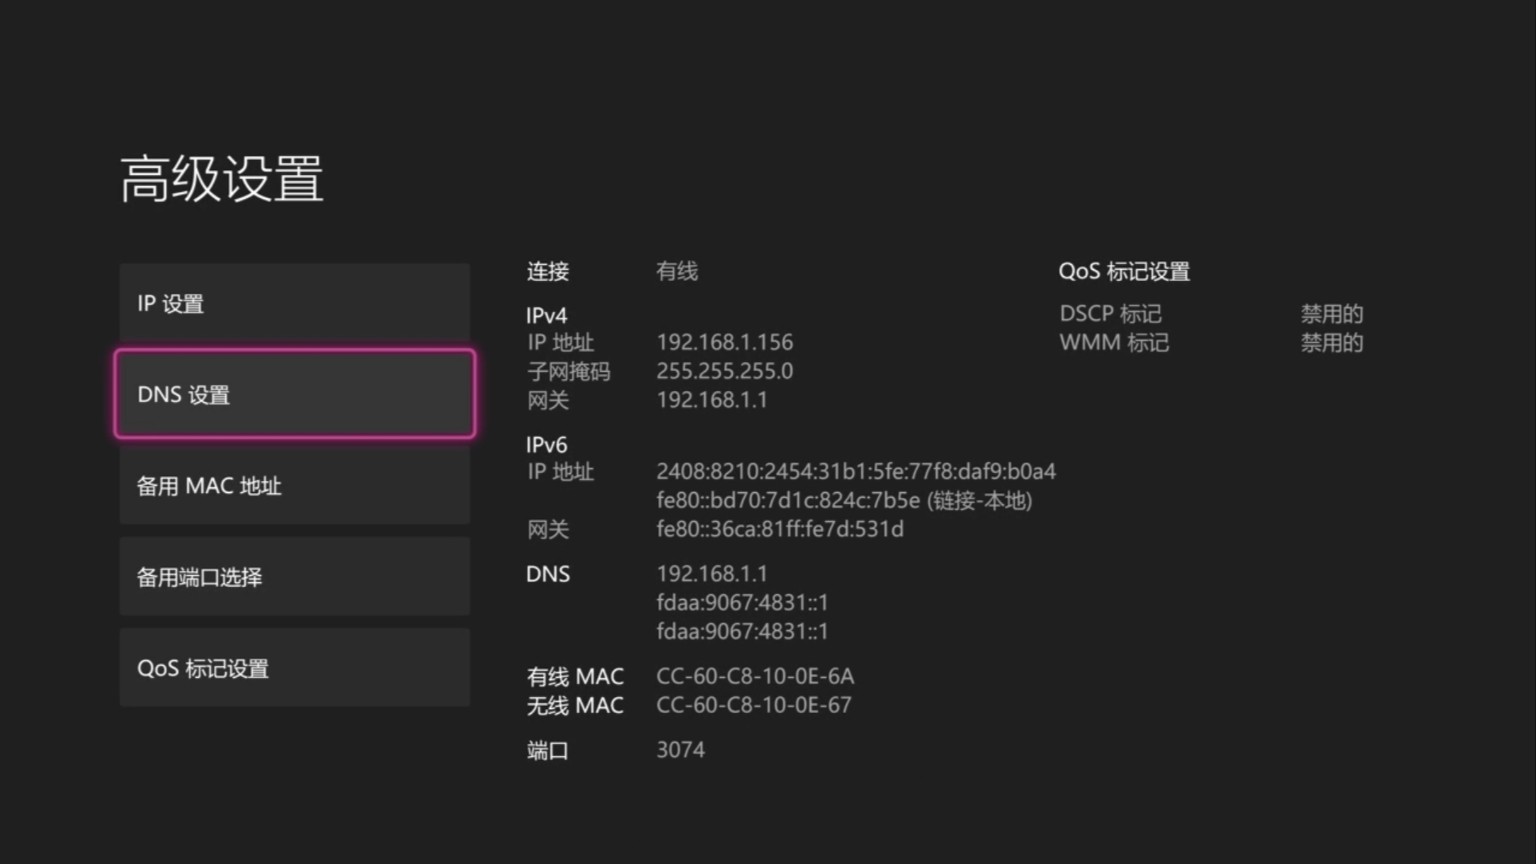 高级设置
IP 设置
DNS 设置
备用 MAC 地址
备用端口选择
QoS 标记设置
连接 有线
IPv4
IP 地址 192.168.1.156
子网掩码 255.255.255.0
网关 192.168.1.1
IPv6
IP 地址 2408:8210:2454:31b1:5fe:77f8:daf9:b0a4
fe80::bd70:7d1c:824c:7b5e (链接-本地)
网关 fe80::36ca:81ff:fe7d:531d
DNS 192.168.1.1
fdaa:9067:4831::1
fdaa:9067:4831::1
有线 MAC CC-60-C8-10-0E-6A
无线 MAC CC-60-C8-10-0E-67
端口 3074
QoS 标记设置
DSCP 标记 禁用的
WMM 标记 禁用的